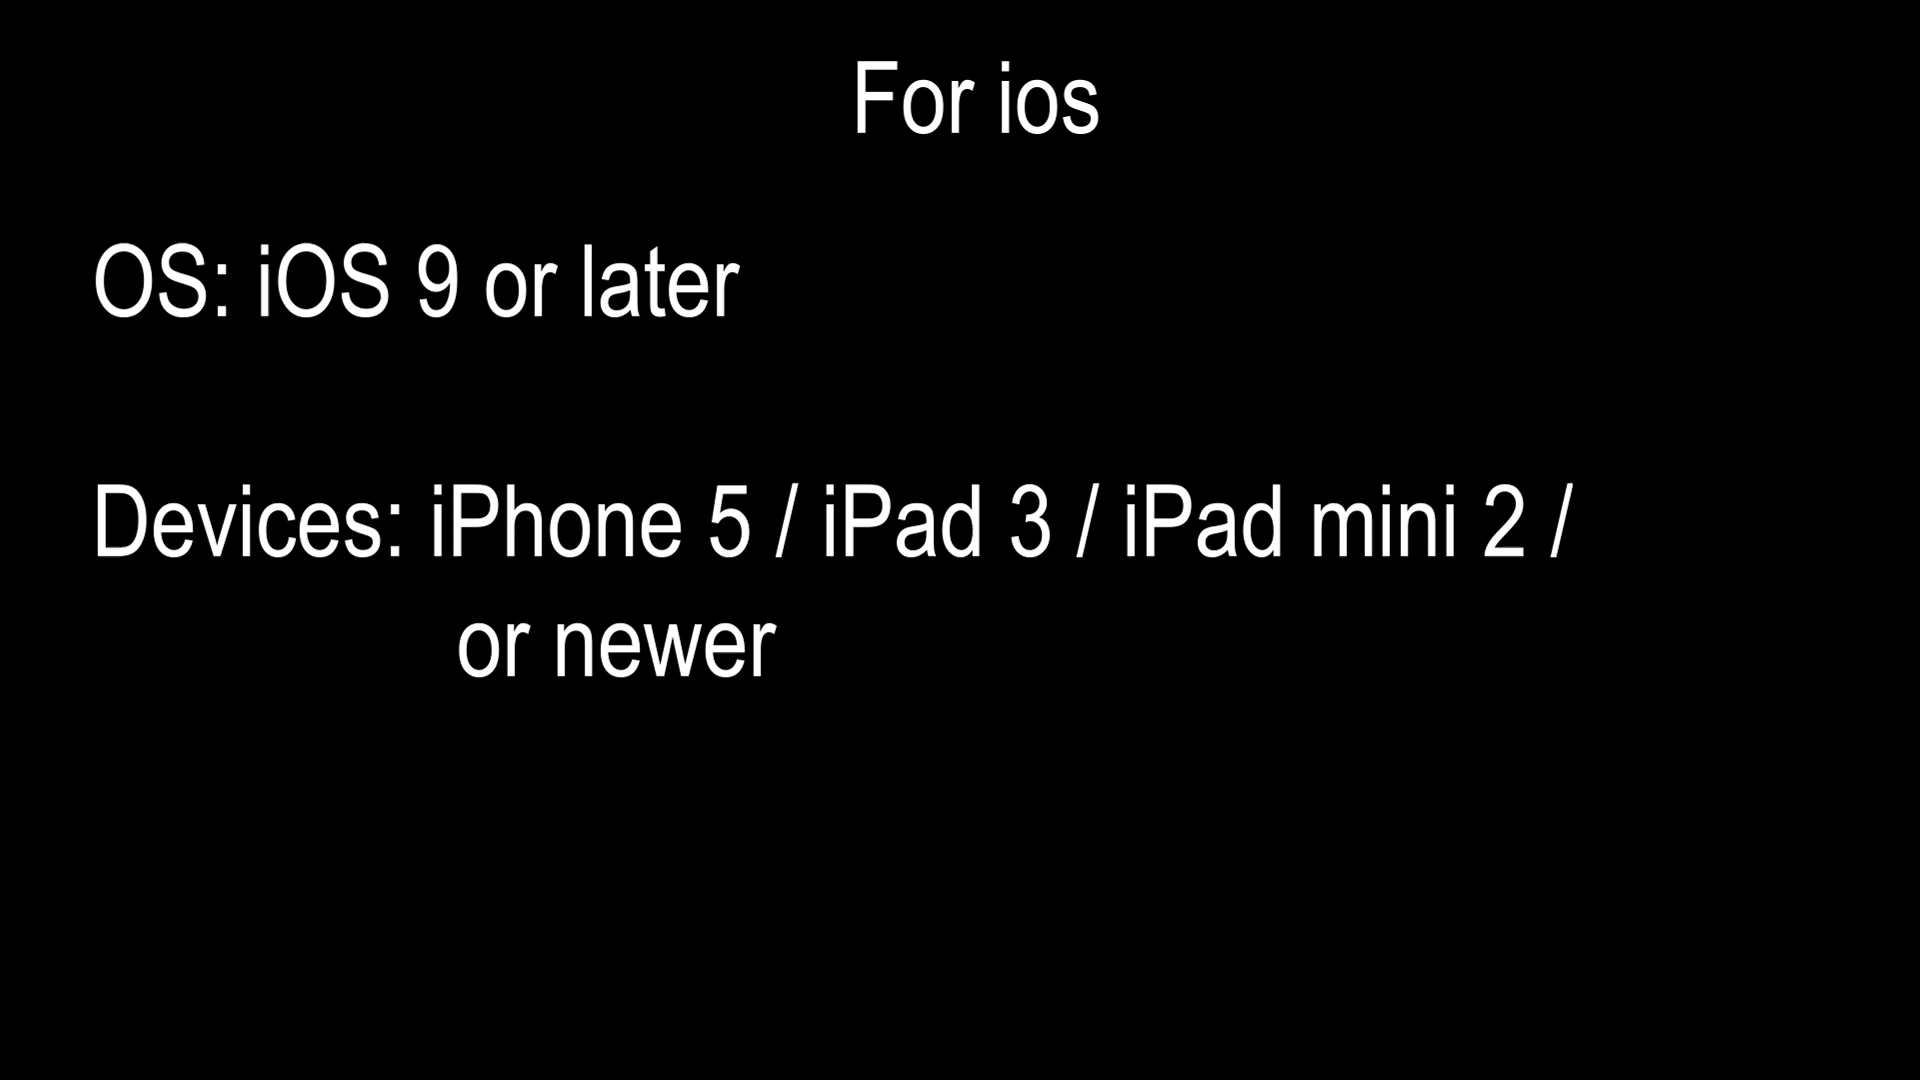 For ios
OS: iOS 9 or later
Devices: iPhone 5 / iPad 3 / iPad mini 2 /
or newer